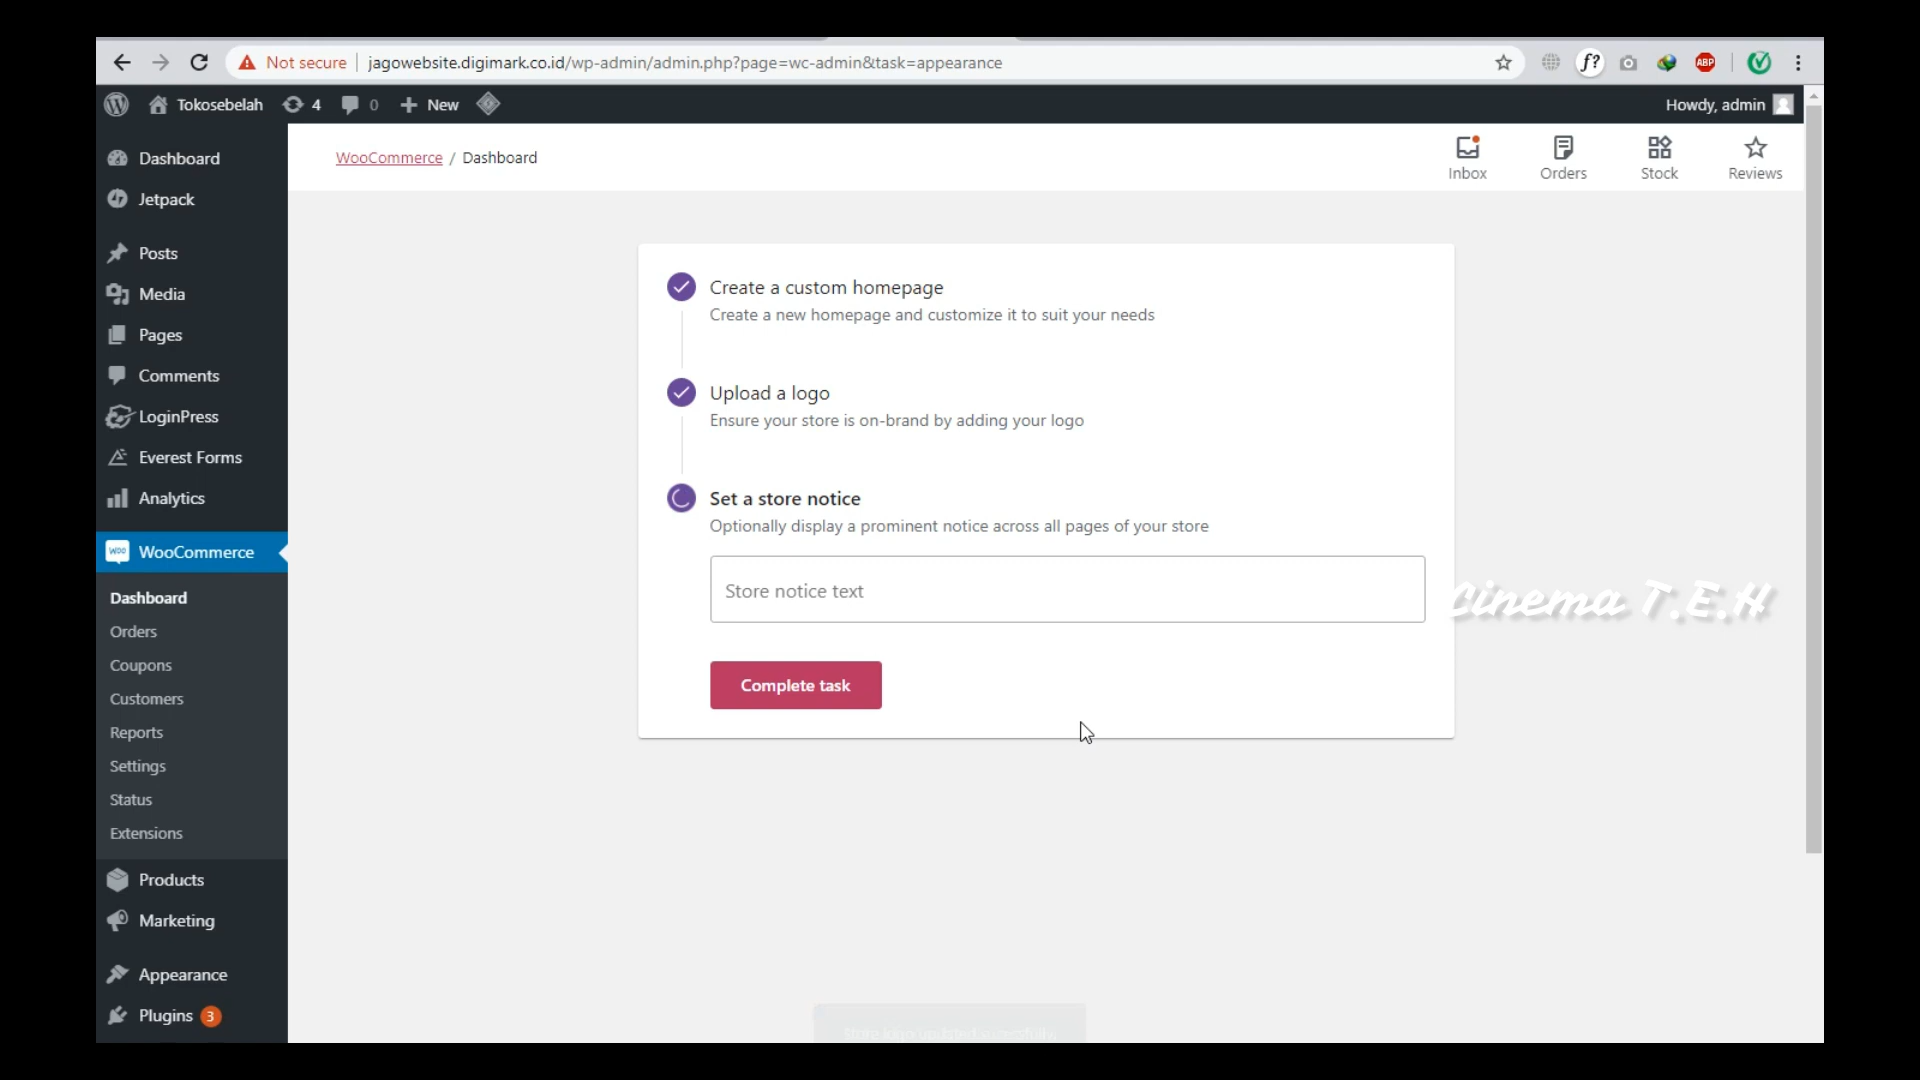 Not secure
jagowebsite.digimark.co.id/wp-admin/admin.php?page=wc-admin&task=appearance
f?
ABP
Tokosebelah
4
0
New
Howdy, admin
Dashboard
Jetpack
Posts
Media
Pages
Comments
LoginPress
Everest Forms
Analytics
WOO
WooCommerce
Dashboard
Orders
Coupons
Customers
Reports
Settings
Status
Extensions
Products
Marketing
Appearance
Plugins 3
WooCommerce / Dashboard
Inbox
Orders
Stock
Reviews
Create a custom homepage
Create a new homepage and customize it to suit your needs
Upload a logo
Ensure your store is on-brand by adding your logo
Set a store notice
Optionally display a prominent notice across all pages of your store
Store notice text
Complete task
Cinema T.E.H